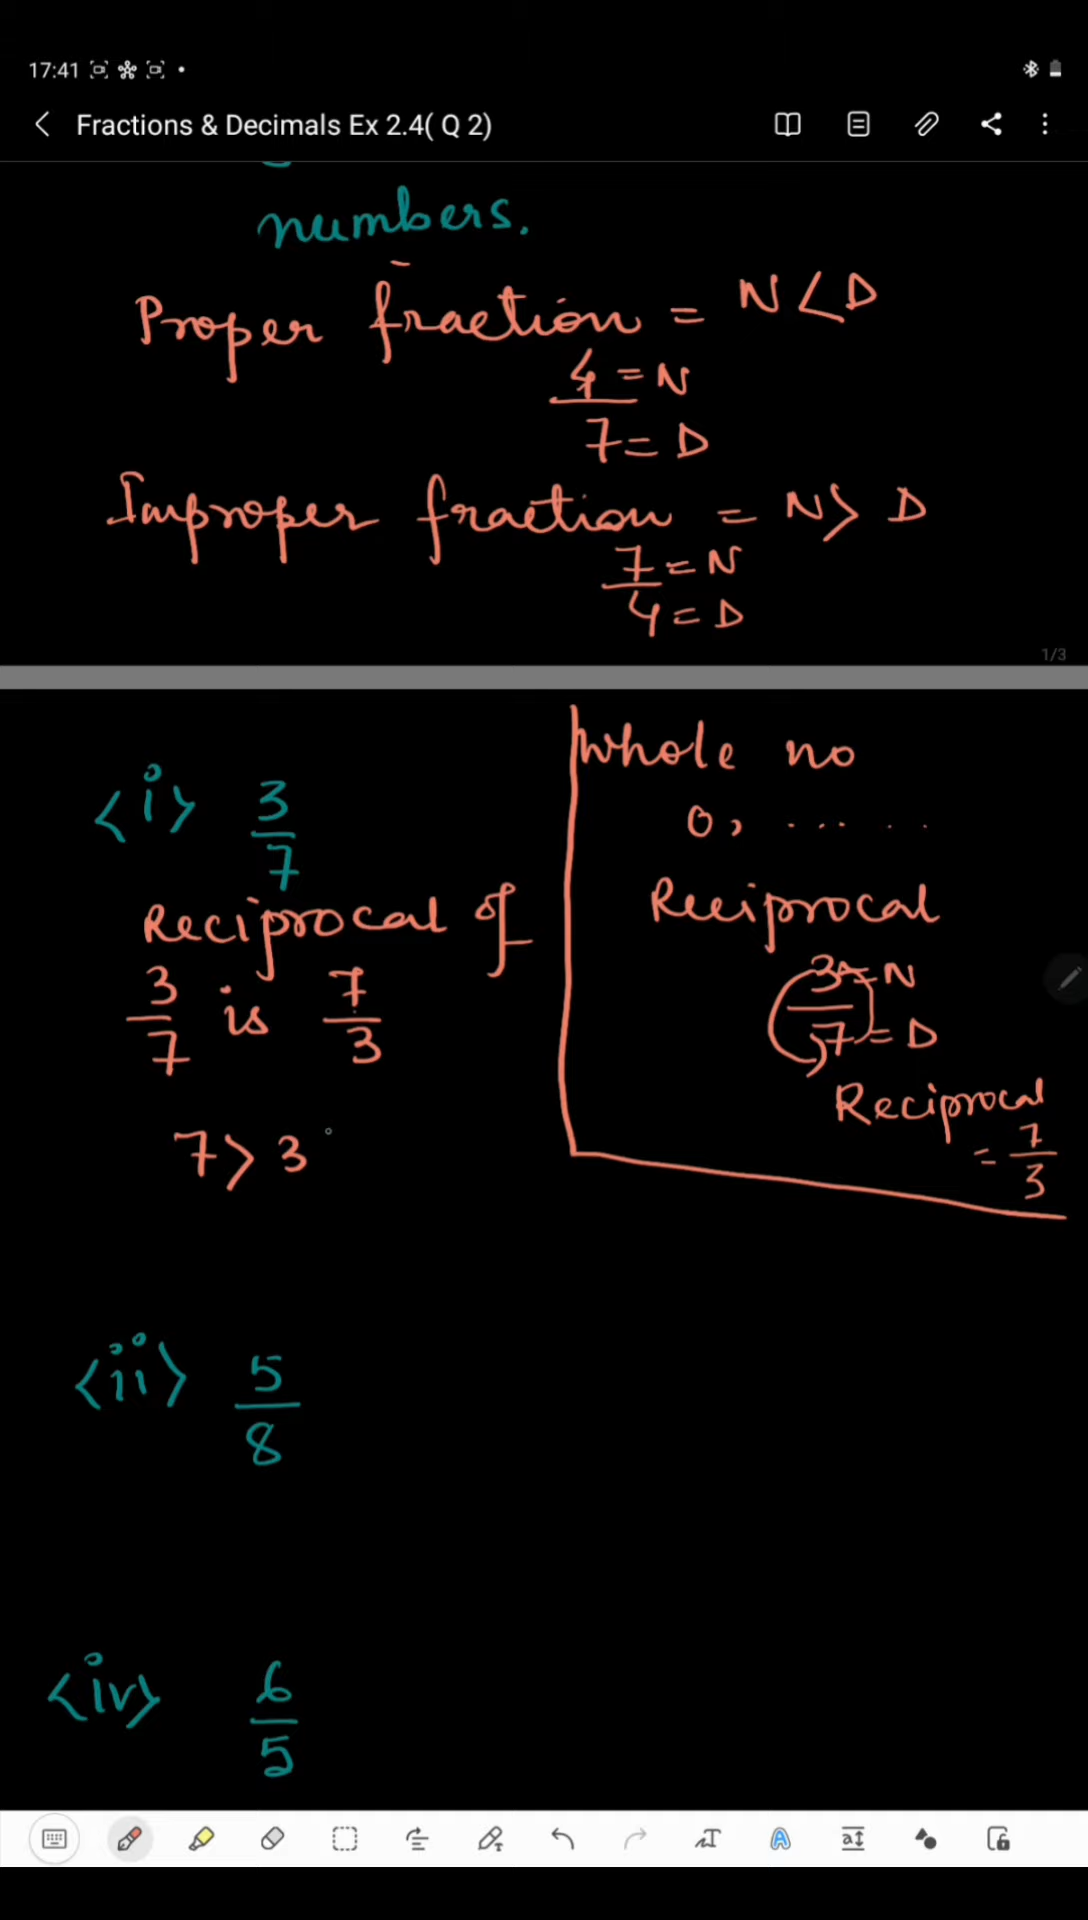 17:41
Fractions & Decimals Ex 2.4( Q 2)
numbers.
Proper fraction = N < D
4 = N
7 = D
Improper fraction = N > D
7 = N
4 = D
1/3
<i> 3/7
Reciprocal of
3/7 is 7/3
7 > 3
Whole no
0, ........
Reciprocal
3 = N
7 = D
Reciprocal
= 7/3
<ii> 5/8
<iv> 6/5